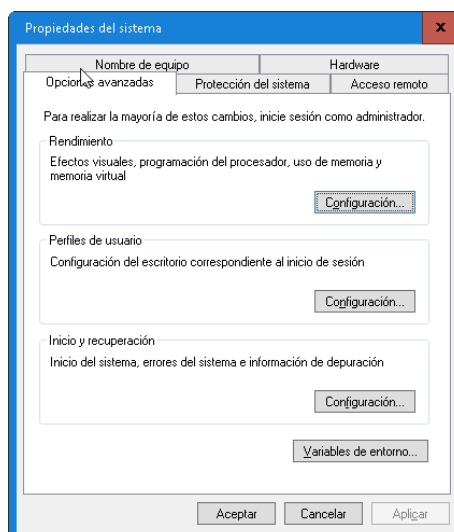 Propiedades del sistema
x
Nombre de equipo
Hardware
Opciones avanzadas
Protección del sistema
Acceso remoto
Para realizar la mayoría de estos cambios, inicie sesión como administrador.
Rendimiento
Efectos visuales, programación del procesador, uso de memoria y
memoria virtual
Configuración...
Perfiles de usuario
Configuración del escritorio correspondiente al inicio de sesión
Configuración...
Inicio y recuperación
Inicio del sistema, errores del sistema e información de depuración
Configuración...
Variables de entorno...
Aceptar
Cancelar
Aplicar